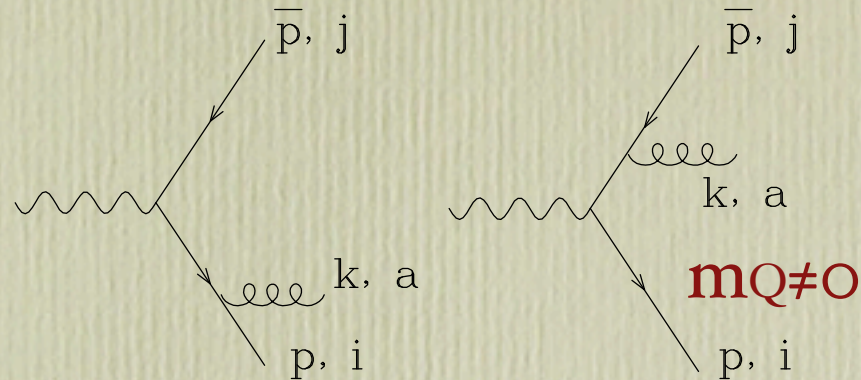 p̅, j
k, a
p, i
p̅, j
k, a
mQ≠0
p, i